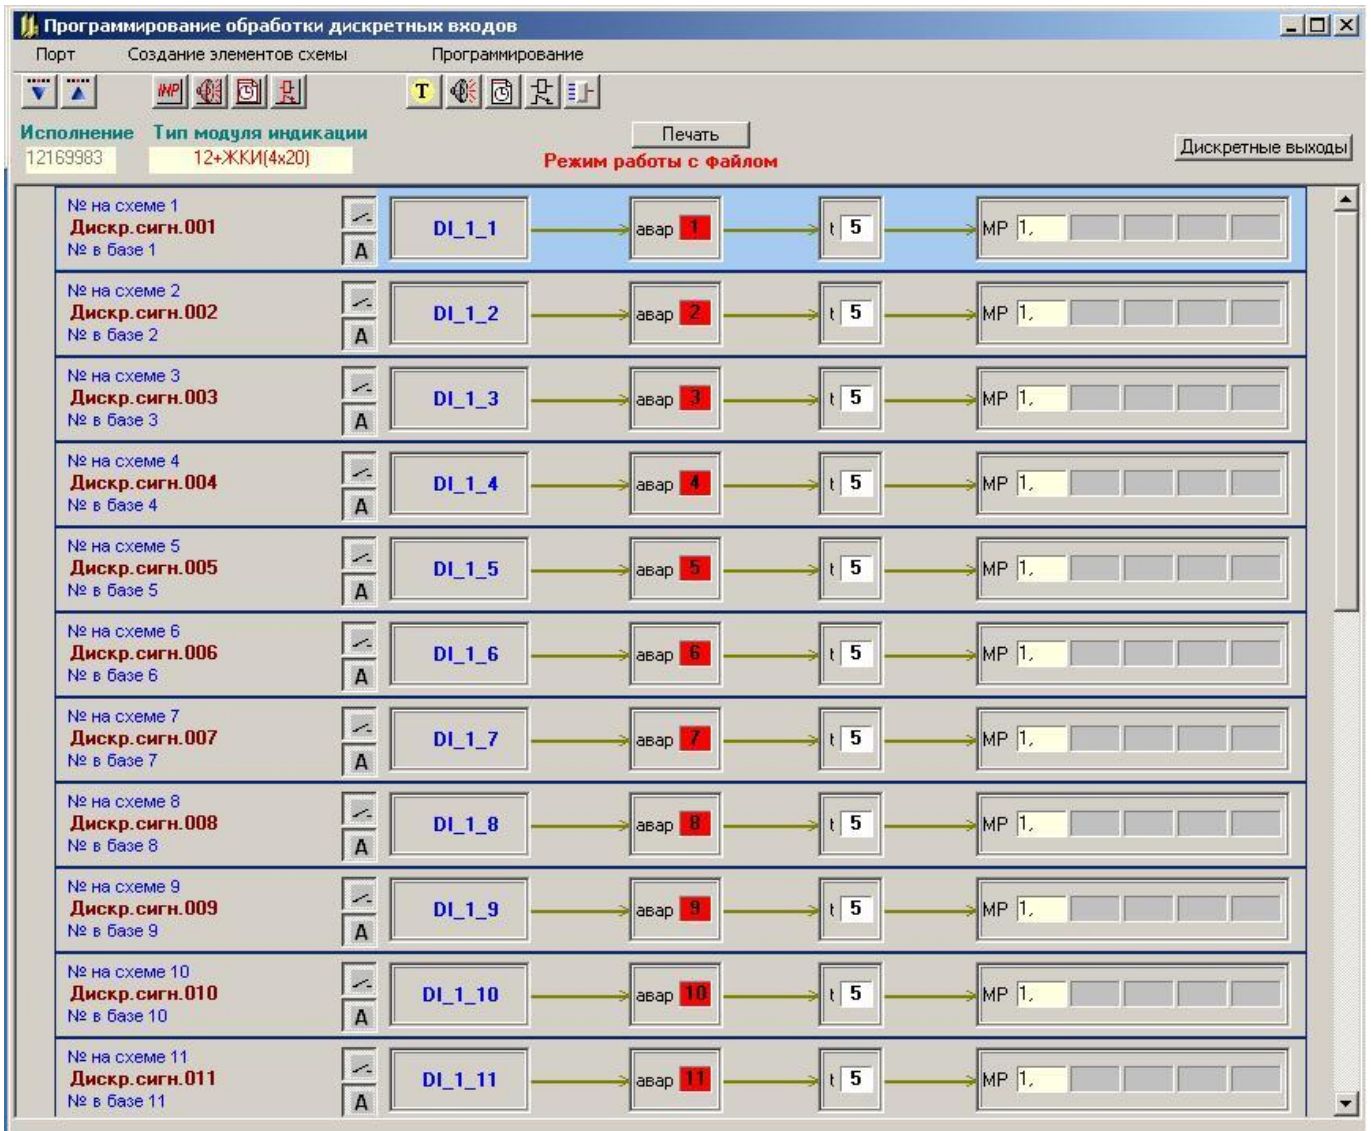 Программирование обработки дискретных входов
Порт Создание элементов схемы Программирование
IMP T
Исполнение Тип модуля индикации Печать
12169983 12+ЖКИ(4x20) Режим работы с файлом Дискретные выходы
№ на схеме 1
Дискр.сигн.001 DI_1_1 авар 1 t 5 МР 1,
№ в базе 1 А
№ на схеме 2
Дискр.сигн.002 DI_1_2 авар 2 t 5 МР 1,
№ в базе 2 А
№ на схеме 3
Дискр.сигн.003 DI_1_3 авар 3 t 5 МР 1,
№ в базе 3 А
№ на схеме 4
Дискр.сигн.004 DI_1_4 авар 4 t 5 МР 1,
№ в базе 4 А
№ на схеме 5
Дискр.сигн.005 DI_1_5 авар 5 t 5 МР 1,
№ в базе 5 А
№ на схеме 6
Дискр.сигн.006 DI_1_6 авар 6 t 5 МР 1,
№ в базе 6 А
№ на схеме 7
Дискр.сигн.007 DI_1_7 авар 7 t 5 МР 1,
№ в базе 7 А
№ на схеме 8
Дискр.сигн.008 DI_1_8 авар 8 t 5 МР 1,
№ в базе 8 А
№ на схеме 9
Дискр.сигн.009 DI_1_9 авар 9 t 5 МР 1,
№ в базе 9 А
№ на схеме 10
Дискр.сигн.010 DI_1_10 авар 10 t 5 МР 1,
№ в базе 10 А
№ на схеме 11
Дискр.сигн.011 DI_1_11 авар 11 t 5 МР 1,
№ в базе 11 А